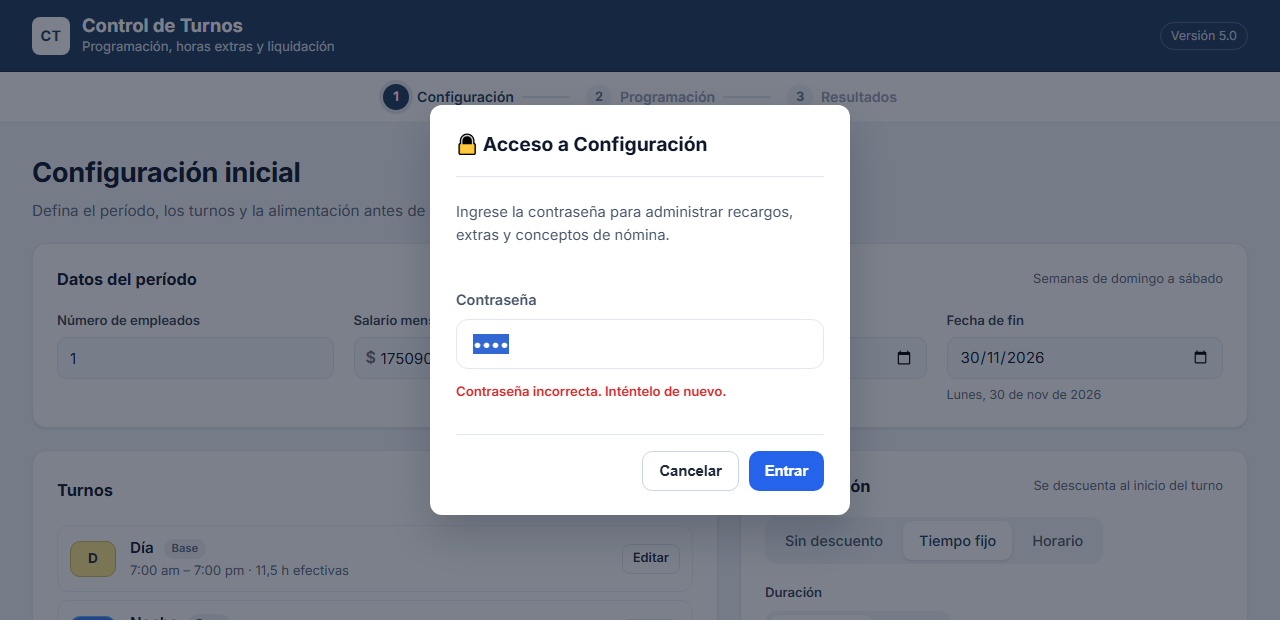 CT
Control de Turnos
Programación, horas extras y liquidación
Versión 5.0
1 Configuración
2 Programación
3 Resultados
Configuración inicial
Defina el período, los turnos y la alimentación antes de
🔒 Acceso a Configuración
Ingrese la contraseña para administrar recargos,
extras y conceptos de nómina.
Contraseña
••••
Contraseña incorrecta. Inténtelo de nuevo.
Cancelar
Entrar
Datos del período
Semanas de domingo a sábado
Número de empleados
1
Salario
$ 175090
Fecha de fin
30/11/2026
Lunes, 30 de nov de 2026
Turnos
D
Día Base
7:00 am – 7:00 pm · 11,5 h efectivas
Editar
Se descuenta al inicio del turno
Sin descuento
Tiempo fijo
Horario
Duración